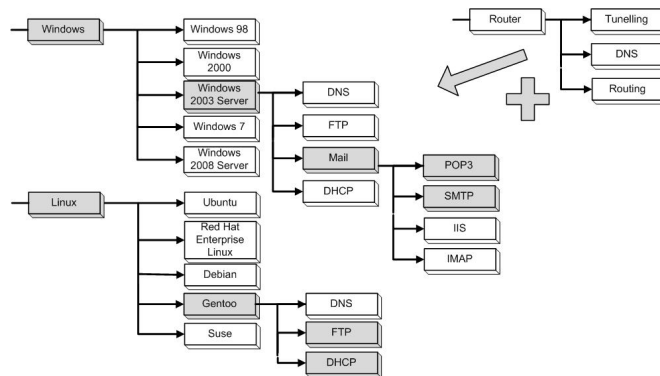 Windows
Windows 98
Windows
2000
Windows
2003 Server
Windows 7
Windows
2008 Server
DNS
FTP
Mail
DHCP
POP3
SMTP
IIS
IMAP
Router
Tunelling
DNS
Routing
Linux
Ubuntu
Red Hat
Enterprise
Linux
Debian
Gentoo
Suse
DNS
FTP
DHCP